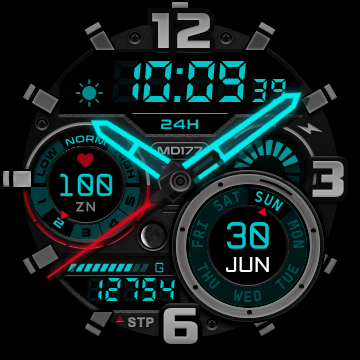 12
10:09 39
24H
LOW NORM HIGH
MD177
3
100
ZN
1 2 3 4 5
FRI SAT SUN MON TUE WED THU
30
JUN
G
12754
STP
6